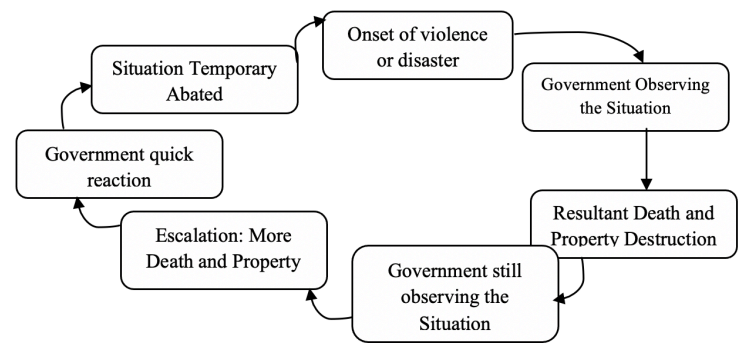 Onset of violence
or disaster
Government Observing
the Situation
Resultant Death and
Property Destruction
Government still
observing the
Situation
Escalation: More
Death and Property
Government quick
reaction
Situation Temporary
Abated